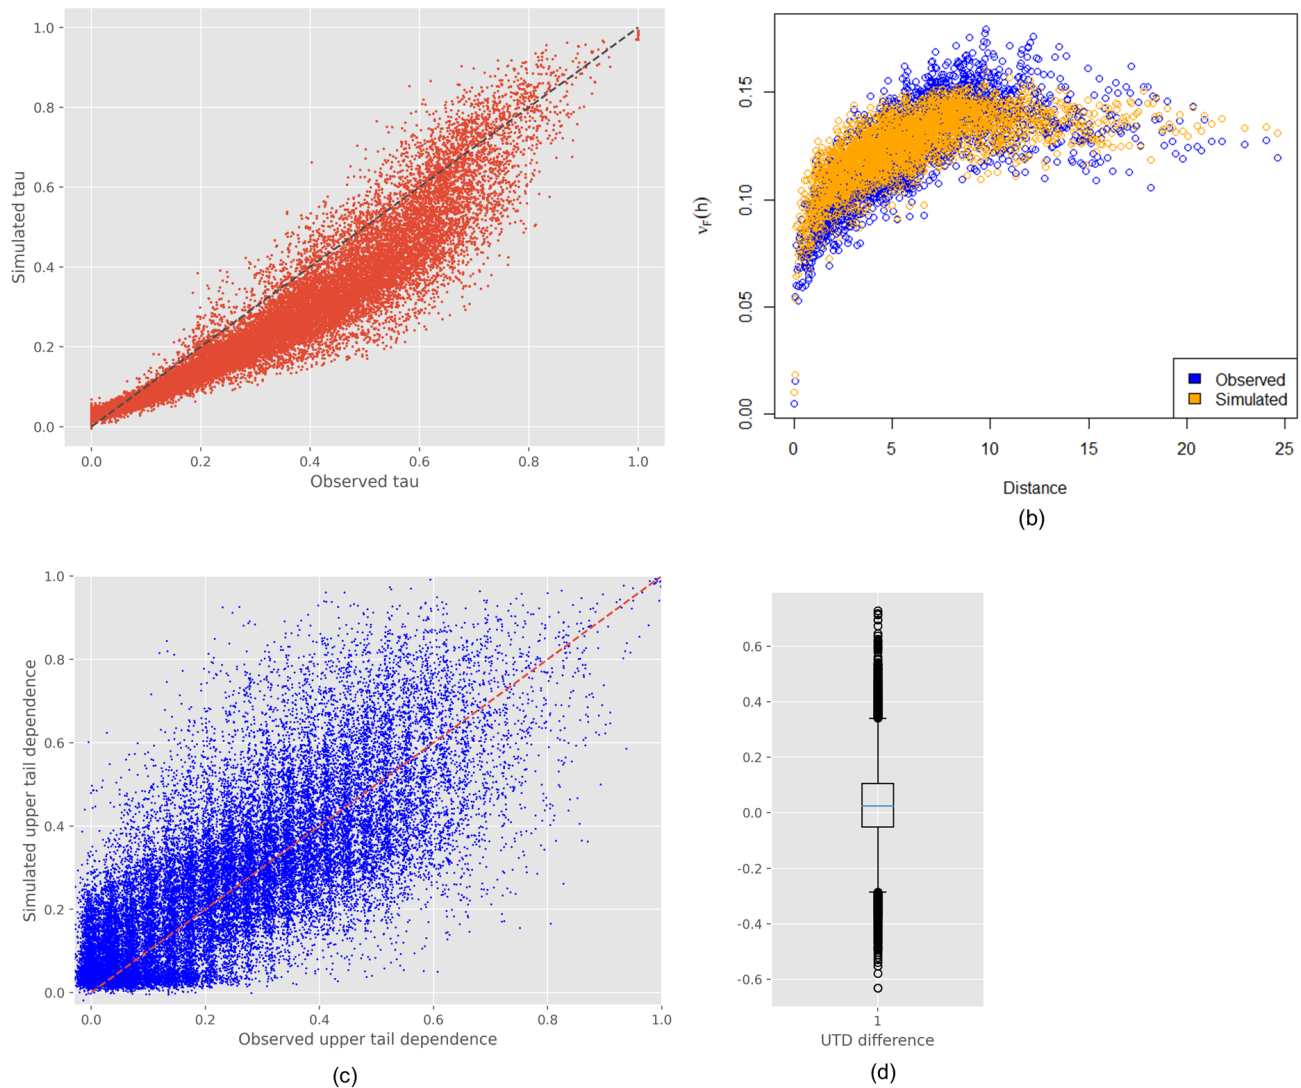 1.0
0.8
0.6
0.4
0.2
0.0
Simulated tau
0.0 0.2 0.4 0.6 0.8 1.0
Observed tau
0.15
0.10
0.05
0.00
νF(h)
Observed
Simulated
0 5 10 15 20 25
Distance
(b)
1.0
0.8
0.6
0.4
0.2
0.0
Simulated upper tail dependence
0.0 0.2 0.4 0.6 0.8 1.0
Observed upper tail dependence
(c)
0.6
0.4
0.2
0.0
-0.2
-0.4
-0.6
1
UTD difference
(d)